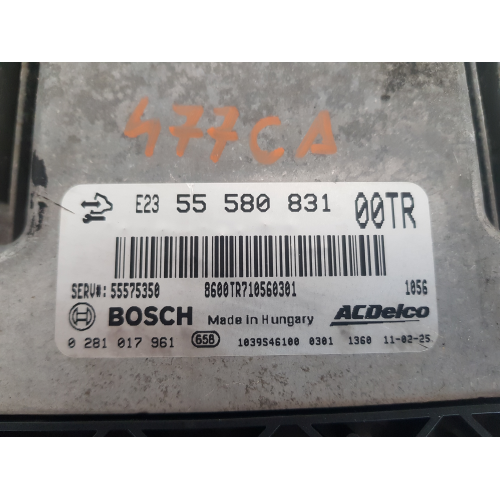 477CA
E23 55 580 831 00TR
SERV#: 55575350 8600TR710560301 1056
BOSCH Made in Hungary ACDelco
0 281 017 961 658 1039S46100 0301 1360 11-02-25